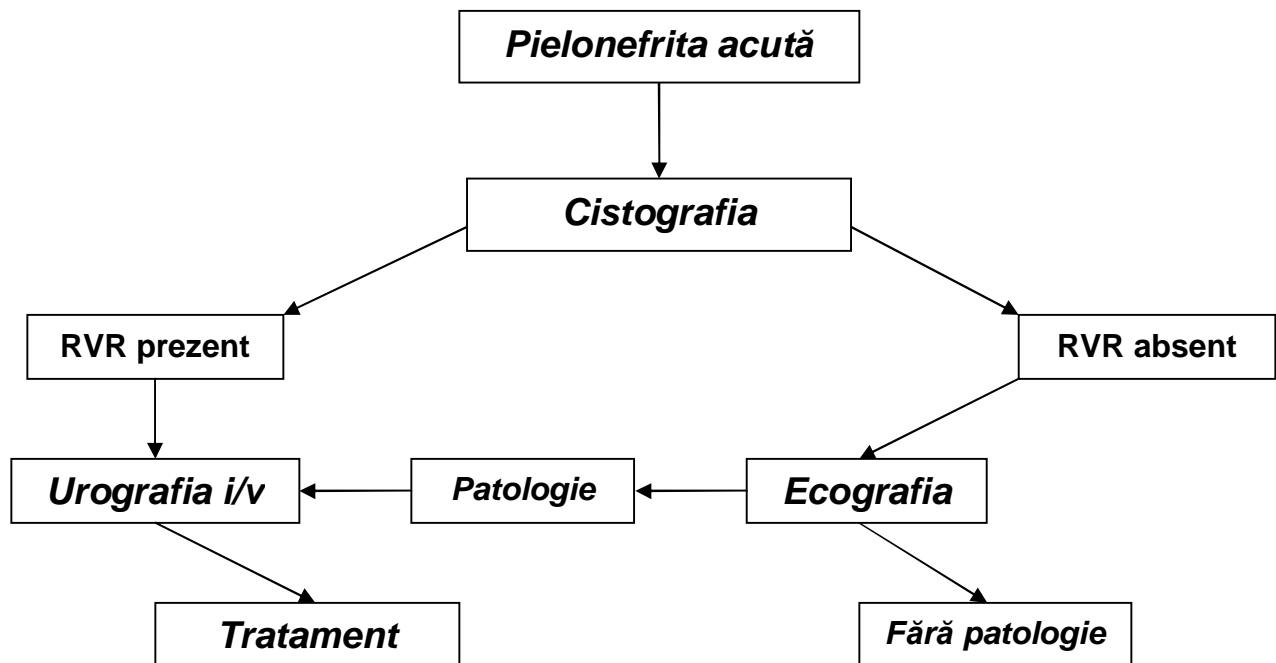 Pielonefrita acută
Cistografia
RVR prezent
RVR absent
Urografia i/v
Patologie
Ecografia
Tratament
Fără patologie